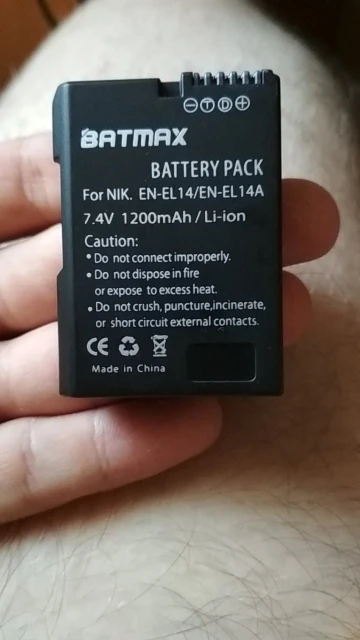 ⊖ⓉⒹ⊕
BATMAX
BATTERY PACK
For NIK. EN-EL14/EN-EL14A
7.4V 1200mAh / Li-ion
Caution:
• Do not connect improperly.
• Do not dispose in fire
or expose to excess heat.
• Do not crush, puncture,incinerate,
or short circuit external contacts.
CE
Made in China